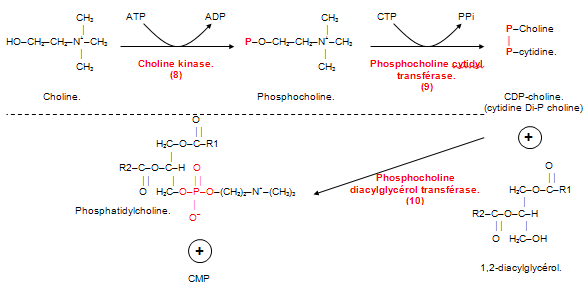 CH₃
ATP
ADP
CH₃
CTP
PPi
P–Choline
HO–CH₂–CH₂–N⁺–CH₃
P–O–CH₂–CH₂–N⁺–CH₃
P–cytidine.
CH₃
Choline kinase.
(8)
CH₃
Phosphocholine cytidyl
transférase.
(9)
Choline.
Phosphocholine.
CDP-choline.
(cytidine Di-P choline)
O
H₂C–O–C–R1
+
R2–C–O–C–H O
O H₂C–O–P–O–(CH₂)₂–N⁺–(CH₃)₃
O⁻
Phosphatidylcholine.
Phosphocholine
diacylglycérol transférase.
(10)
O
H₂C–O–C–R1
R2–C–O–C–H
O H₂C–OH
1,2-diacylglycérol.
+
CMP